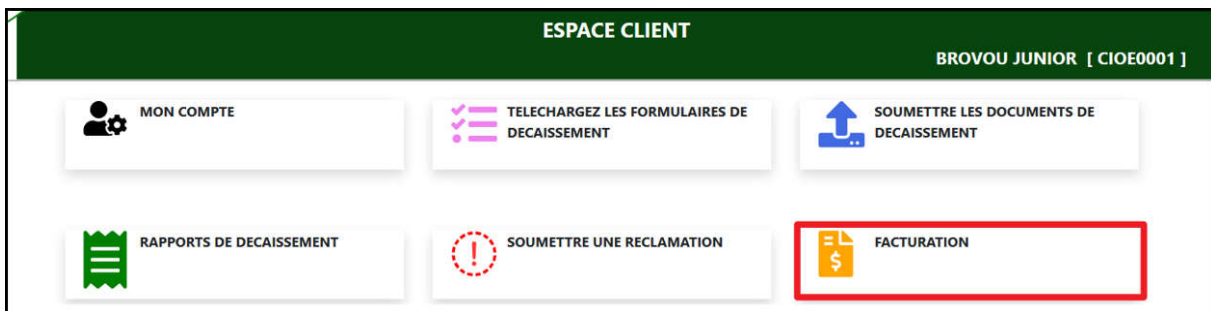 ESPACE CLIENT
BROVOU JUNIOR [ CIOE0001 ]
MON COMPTE
TELECHARGEZ LES FORMULAIRES DE
DECAISSEMENT
SOUMETTRE LES DOCUMENTS DE
DECAISSEMENT
RAPPORTS DE DECAISSEMENT
SOUMETTRE UNE RECLAMATION
FACTURATION